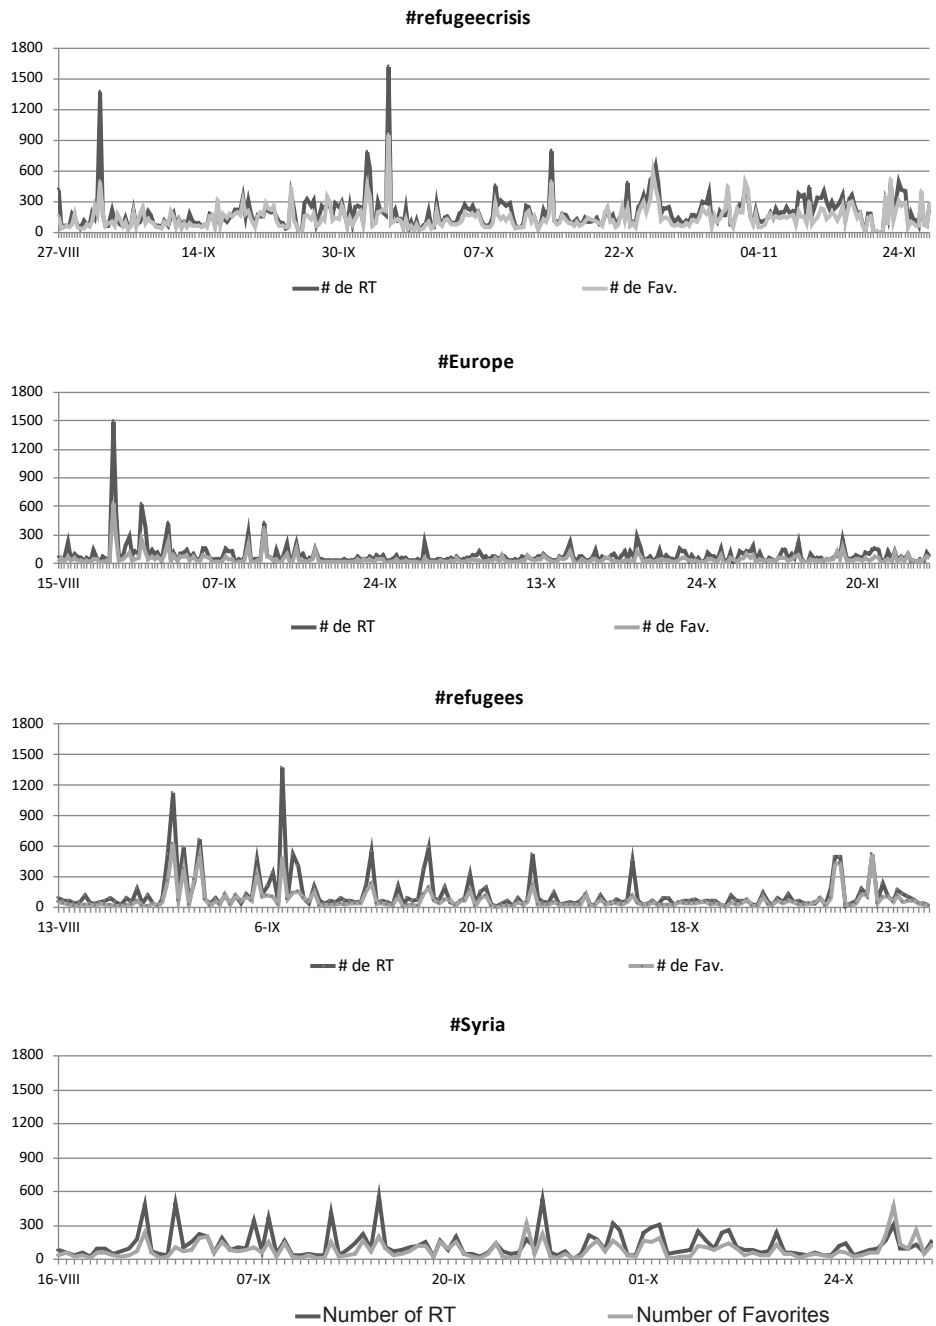 #refugeecrisis
1800
1500
1200
900
600
300
0
27-VIII 14-IX 30-IX 07-X 22-X 04-11 24-XI
# de RT # de Fav.
#Europe
1800
1500
1200
900
600
300
0
15-VIII 07-IX 24-IX 13-X 24-X 20-XI
# de RT # de Fav.
#refugees
1800
1500
1200
900
600
300
0
13-VIII 6-IX 20-IX 18-X 23-XI
# de RT # de Fav.
#Syria
1800
1500
1200
900
600
300
0
16-VIII 07-IX 20-IX 01-X 24-X
Number of RT Number of Favorites